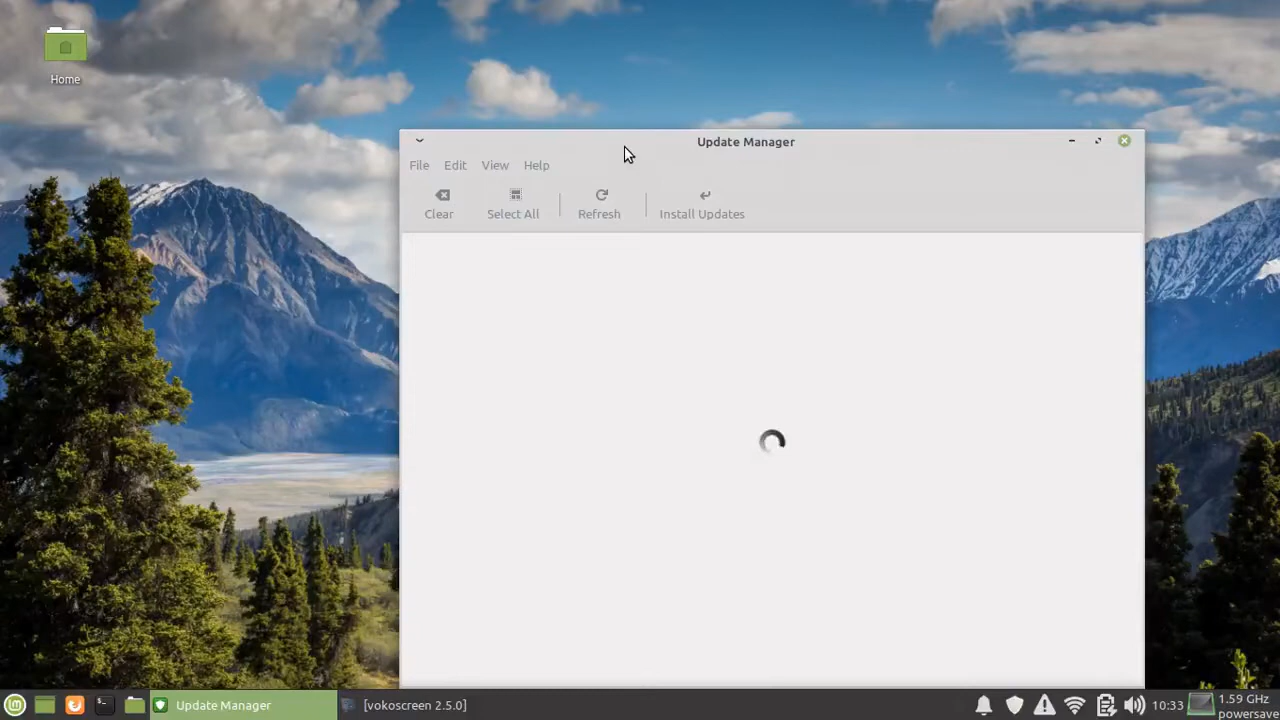 Home
Update Manager
File Edit View Help
Clear Select All Refresh Install Updates
Update Manager [vokoscreen 2.5.0] 10:33 1.59 GHz
powersave